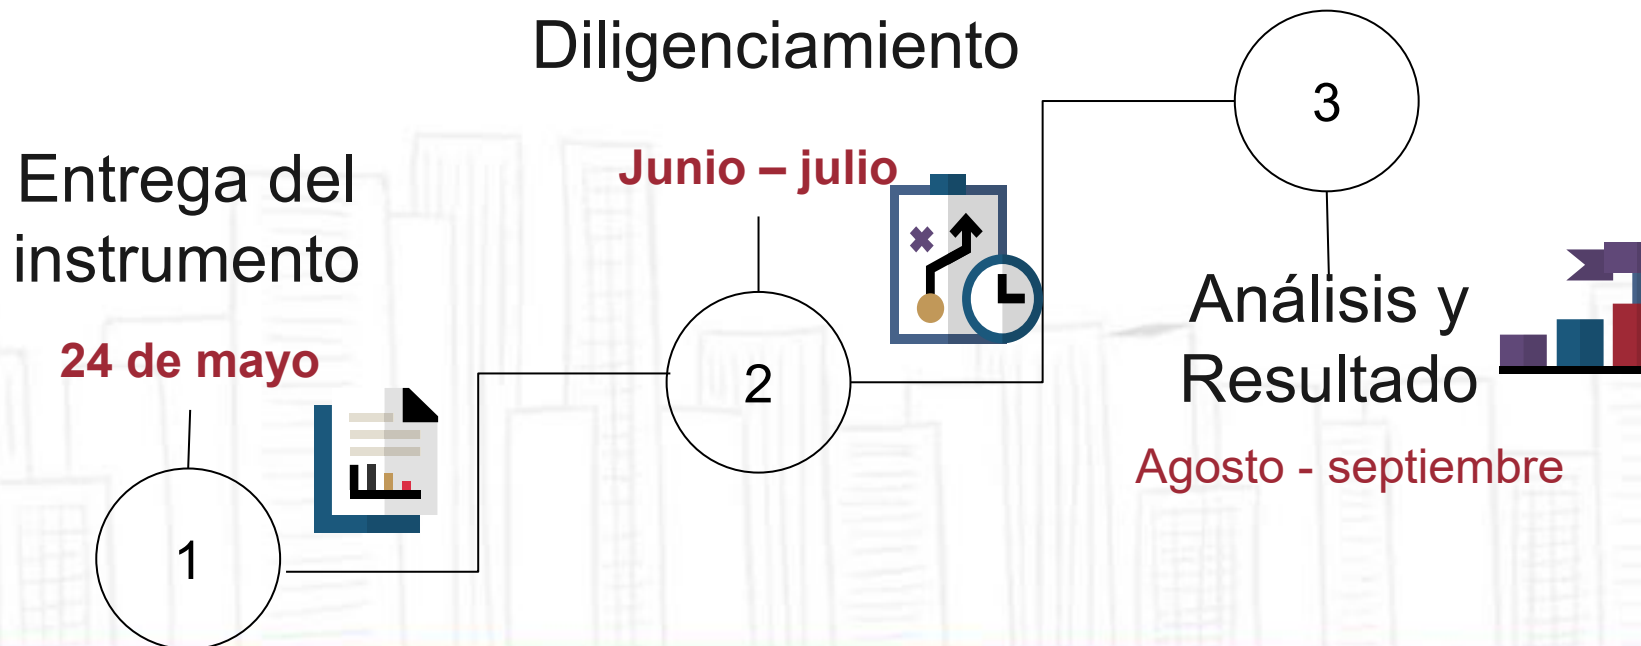 Entrega del
instrumento
24 de mayo
1
Diligenciamiento
Junio – julio
2
3
Análisis y
Resultado
Agosto - septiembre